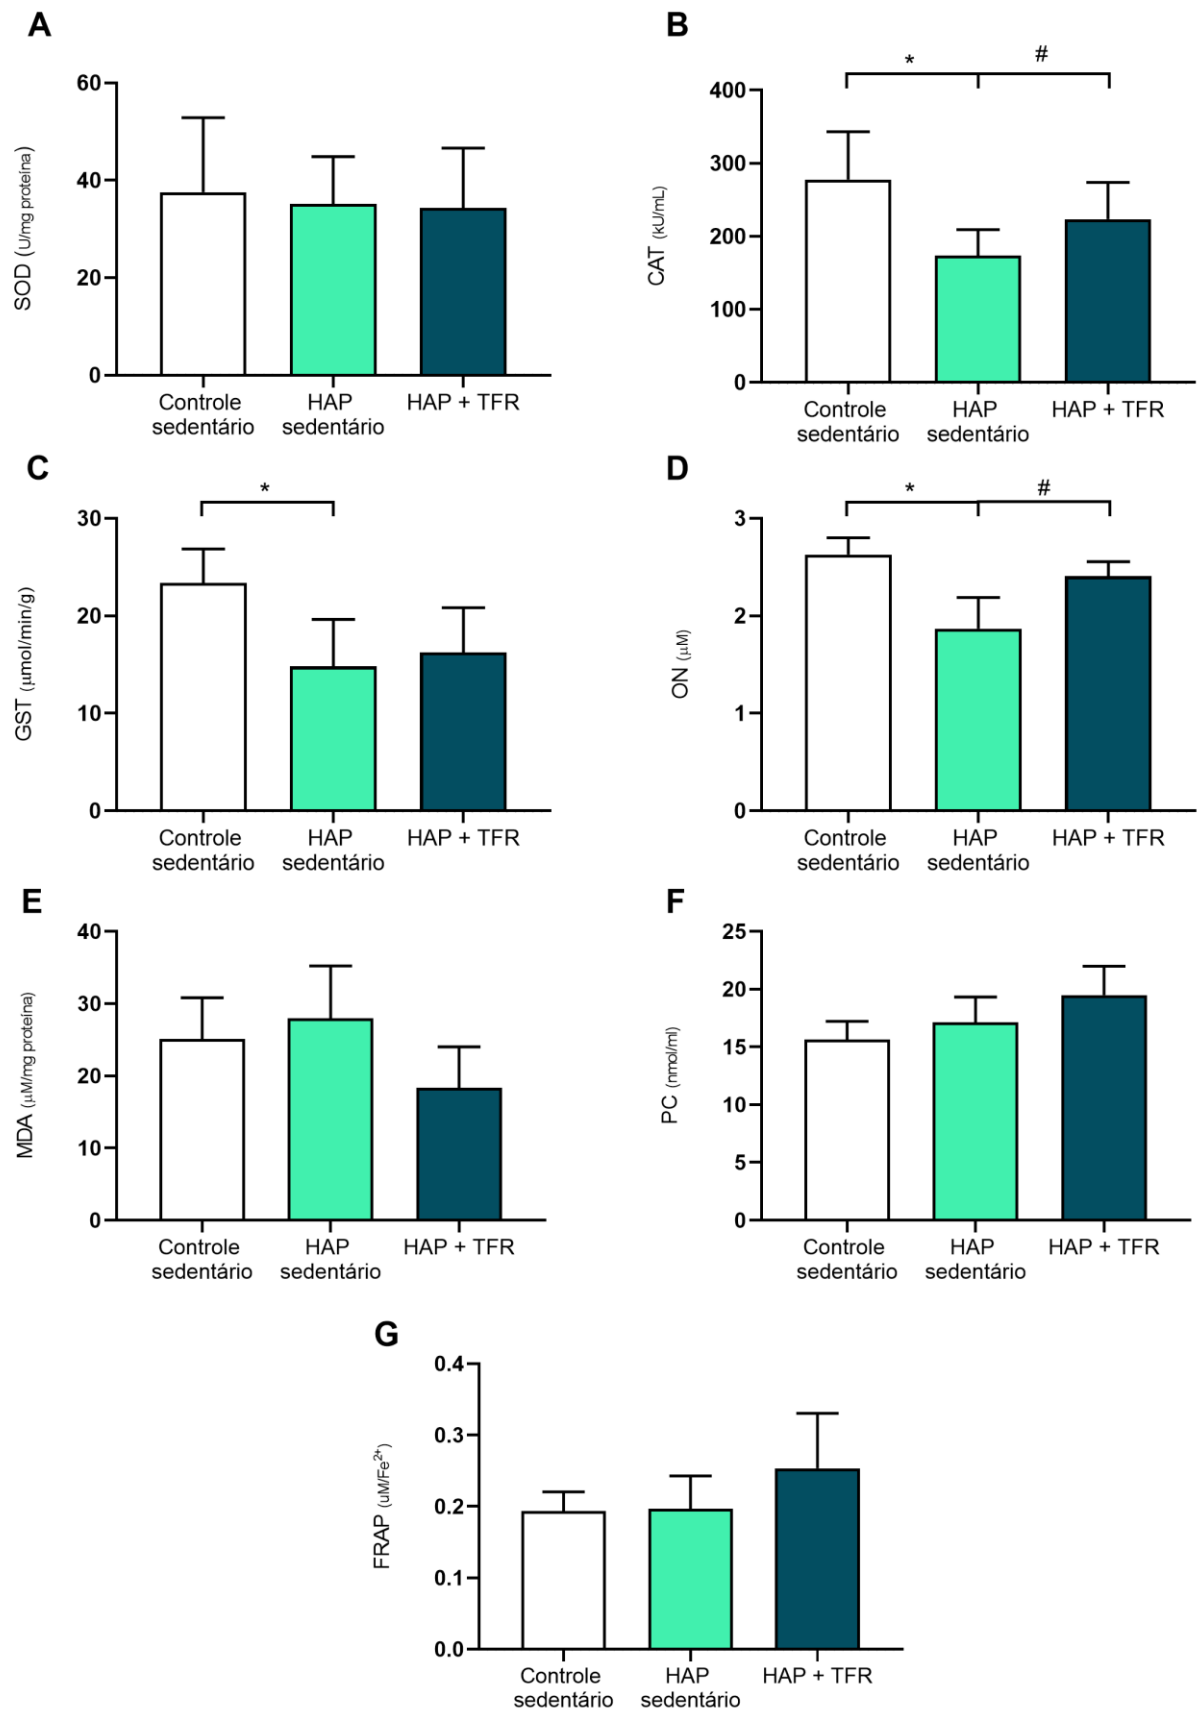 A
SOD (U/mg proteína)
60
40
20
0
Controle
sedentário
HAP
sedentário
HAP + TFR
B
* #
CAT (kU/mL)
400
300
200
100
0
Controle
sedentário
HAP
sedentário
HAP + TFR
C
*
GST (μmol/min/g)
30
20
10
0
Controle
sedentário
HAP
sedentário
HAP + TFR
D
* #
ON (μM)
3
2
1
0
Controle
sedentário
HAP
sedentário
HAP + TFR
E
MDA (μM/mg proteína)
40
30
20
10
0
Controle
sedentário
HAP
sedentário
HAP + TFR
F
PC (nmol/ml)
25
20
15
10
5
0
Controle
sedentário
HAP
sedentário
HAP + TFR
G
FRAP (uM/Fe²⁺)
0.4
0.3
0.2
0.1
0.0
Controle
sedentário
HAP
sedentário
HAP + TFR